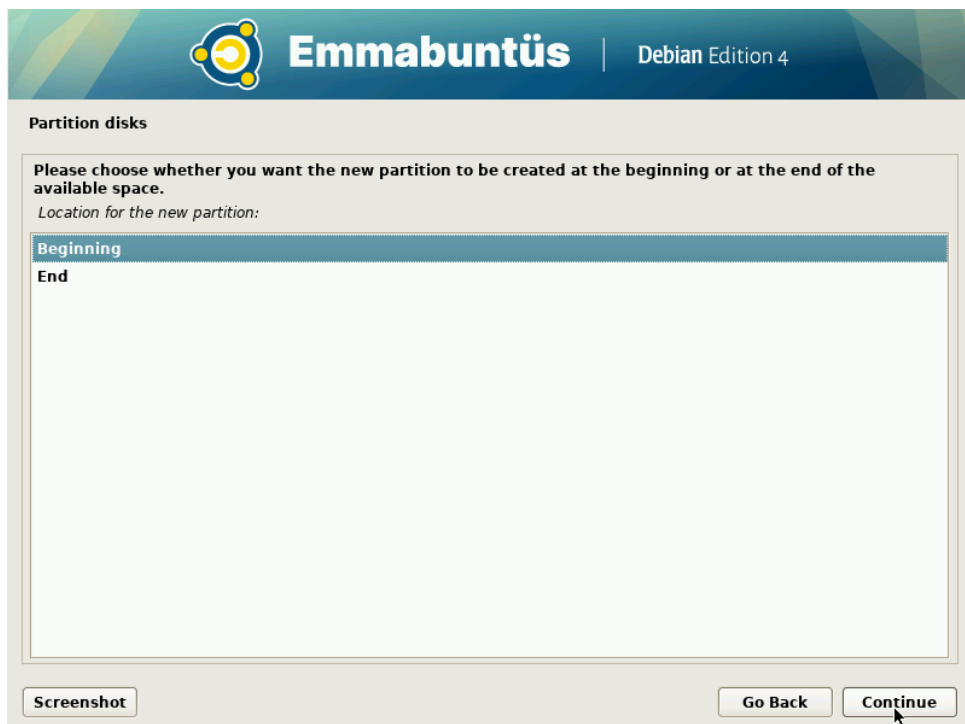 Emmabuntüs | Debian Edition 4
Partition disks
Please choose whether you want the new partition to be created at the beginning or at the end of the
available space.
Location for the new partition:
Beginning
End
Screenshot Go Back Continue